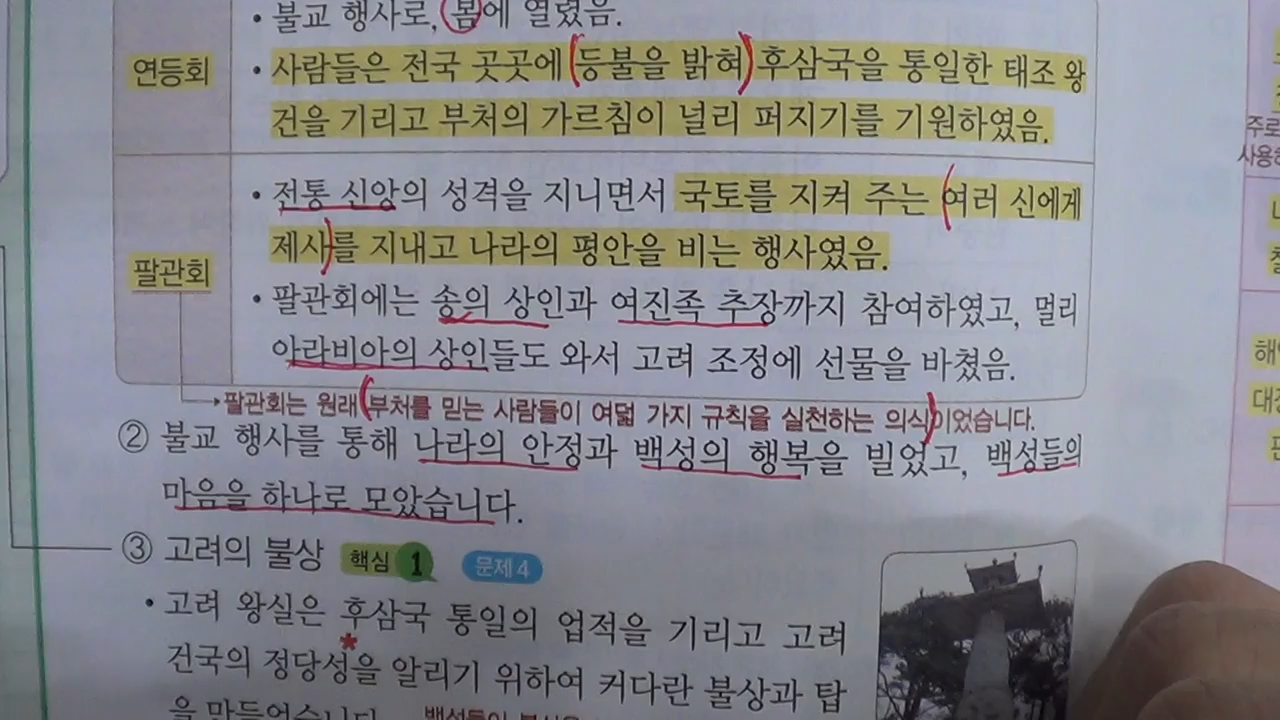 • 불교 행사로, 봄에 열렸음.
연등회
• 사람들은 전국 곳곳에 등불을 밝혀 후삼국을 통일한 태조 왕
건을 기리고 부처의 가르침이 널리 퍼지기를 기원하였음.
팔관회
• 전통 신앙의 성격을 지니면서 국토를 지켜 주는 여러 신에게
제사를 지내고 나라의 평안을 비는 행사였음.
• 팔관회에는 송의 상인과 여진족 추장까지 참여하였고, 멀리
아라비아의 상인들도 와서 고려 조정에 선물을 바쳤음.
팔관회는 원래 부처를 믿는 사람들이 여덟 가지 규칙을 실천하는 의식이었습니다.
② 불교 행사를 통해 나라의 안정과 백성의 행복을 빌었고, 백성들의
마음을 하나로 모았습니다.
③ 고려의 불상 핵심 1 문제 4
• 고려 왕실은 후삼국 통일의 업적을 기리고 고려
건국의 정당성*을 알리기 위하여 커다란 불상과 탑
을 만들었습니다.